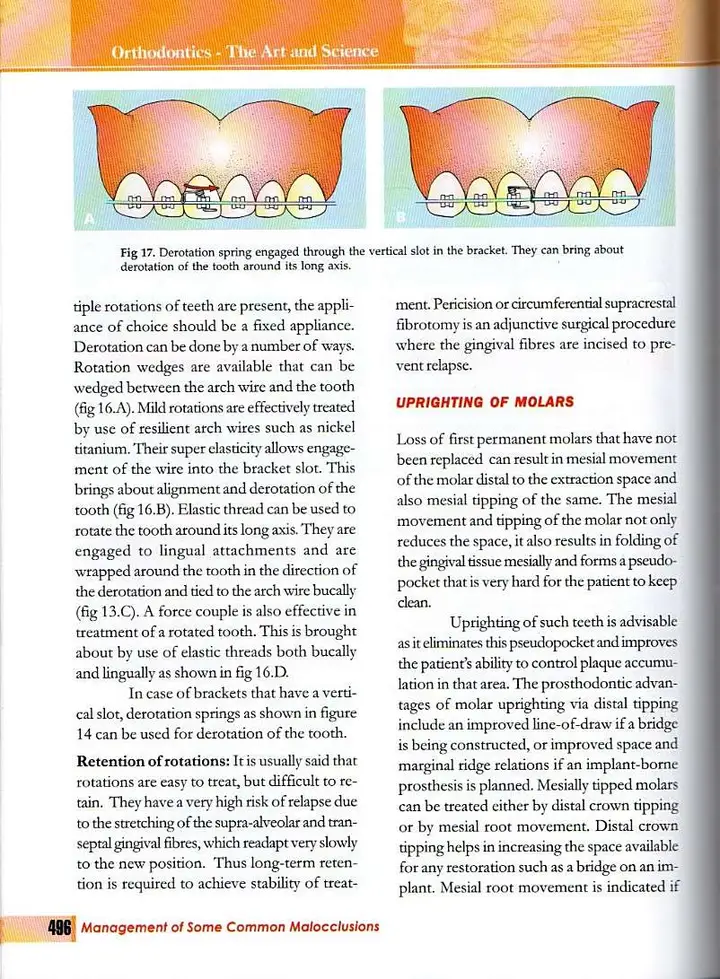 Orthodontics - The Art and Science
A
B
Fig 17. Derotation spring engaged through the vertical slot in the bracket. They can bring about
derotation of the tooth around its long axis.
tiple rotations of teeth are present, the appli-
ance of choice should be a fixed appliance.
Derotation can be done by a number of ways.
Rotation wedges are available that can be
wedged between the arch wire and the tooth
(fig 16.A). Mild rotations are effectively treated
by use of resilient arch wires such as nickel
titanium. Their super elasticity allows engage-
ment of the wire into the bracket slot. This
brings about alignment and derotation of the
tooth (fig 16.B). Elastic thread can be used to
rotate the tooth around its long axis. They are
engaged to lingual attachments and are
wrapped around the tooth in the direction of
the derotation and tied to the arch wire bucally
(fig 13.C). A force couple is also effective in
treatment of a rotated tooth. This is brought
about by use of elastic threads both bucally
and lingually as shown in fig 16.D.
In case of brackets that have a verti-
cal slot, derotation springs as shown in figure
14 can be used for derotation of the tooth.
Retention of rotations: It is usually said that
rotations are easy to treat, but difficult to re-
tain. They have a very high risk of relapse due
to the stretching of the supra-alveolar and tran-
septal gingival fibres, which readapt very slowly
to the new position. Thus long-term reten-
tion is required to achieve stability of treat-
ment. Pericision or circumferential supracrestal
fibrotomy is an adjunctive surgical procedure
where the gingival fibres are incised to pre-
vent relapse.
UPRIGHTING OF MOLARS
Loss of first permanent molars that have not
been replaced can result in mesial movement
of the molar distal to the extraction space and
also mesial tipping of the same. The mesial
movement and tipping of the molar not only
reduces the space, it also results in folding of
the gingival tissue mesially and forms a pseudo-
pocket that is very hard for the patient to keep
clean.
Uprighting of such teeth is advisable
as it eliminates this pseudopocket and improves
the patient's ability to control plaque accumu-
lation in that area. The prosthodontic advan-
tages of molar uprighting via distal tipping
include an improved line-of-draw if a bridge
is being constructed, or improved space and
marginal ridge relations if an implant-borne
prosthesis is planned. Mesially tipped molars
can be treated either by distal crown tipping
or by mesial root movement. Distal crown
tipping helps in increasing the space available
for any restoration such as a bridge on an im-
plant. Mesial root movement is indicated if
496 Management of Some Common Malocclusions